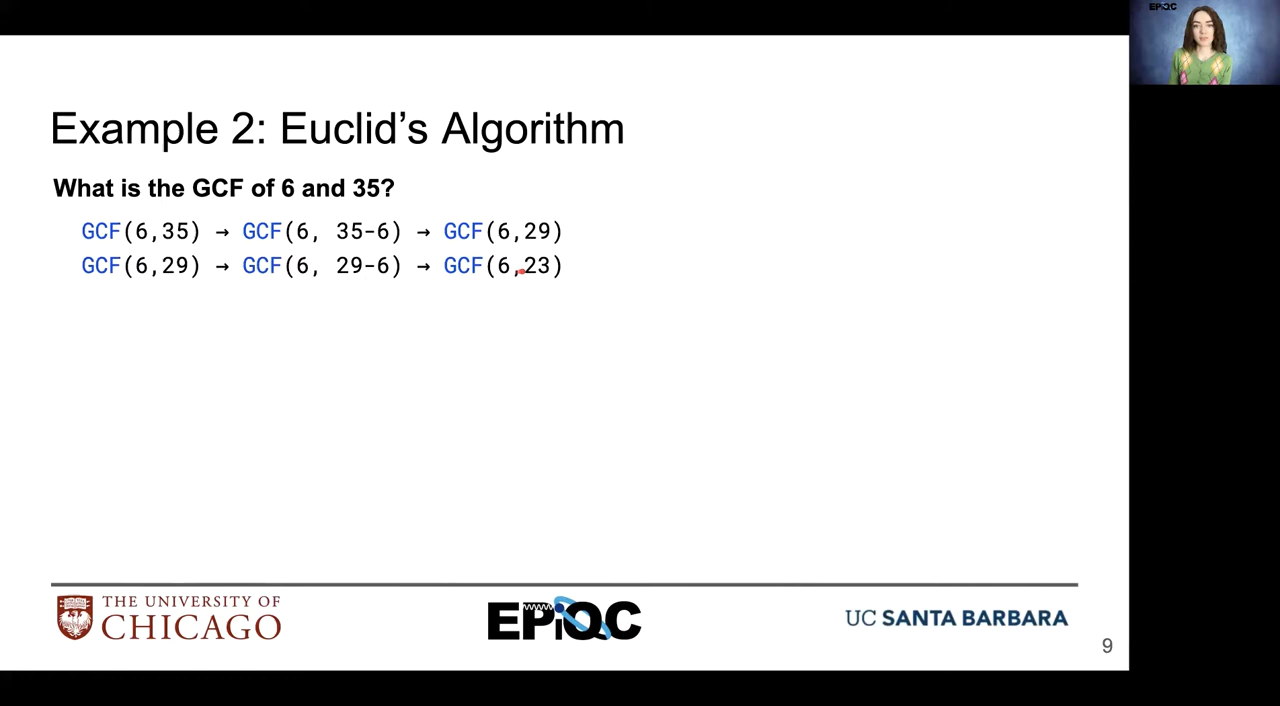 EPiQC
Example 2: Euclid's Algorithm
What is the GCF of 6 and 35?
GCF(6,35) → GCF(6, 35-6) → GCF(6,29)
GCF(6,29) → GCF(6, 29-6) → GCF(6,23)
THE UNIVERSITY OF
CHICAGO
EPiQC
UC SANTA BARBARA
9